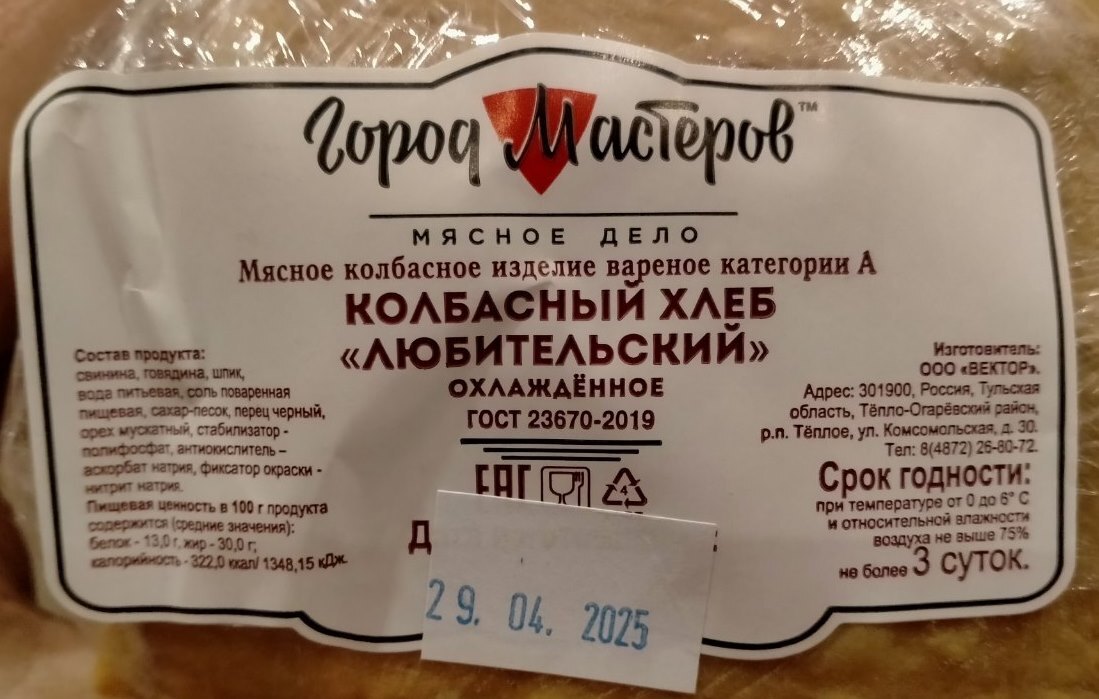 Город Мастеров™
МЯСНОЕ ДЕЛО
Мясное колбасное изделие вареное категории А
КОЛБАСНЫЙ ХЛЕБ
«ЛЮБИТЕЛЬСКИЙ»
ОХЛАЖДЁННОЕ
ГОСТ 23670-2019
Состав продукта:
свинина, говядина, шпик,
вода питьевая, соль поваренная
пищевая, сахар-песок, перец черный,
орех мускатный, стабилизатор -
полифосфат, антиокислитель –
аскорбат натрия, фиксатор окраски -
нитрит натрия.
Пищевая ценность в 100 г продукта
содержится (средние значения):
белок - 13,0 г, жир - 30,0 г;
калорийность - 322,0 ккал/ 1348,15 кДж.
Изготовитель:
ООО «ВЕКТОР».
Адрес: 301900, Россия, Тульская
область, Тёпло-Огарёвский район,
р.п. Тёплое, ул. Комсомольская, д. 30.
Тел: 8(4872) 26-80-72.
Срок годности:
при температуре от 0 до 6° С
и относительной влажности
воздуха не выше 75%
не более 3 суток.
EAC
4
29. 04. 2025